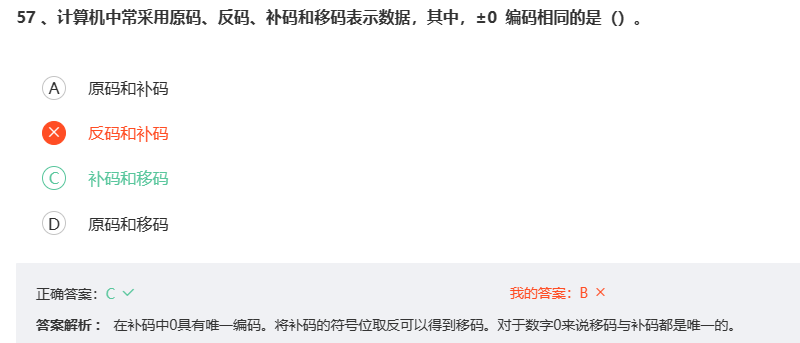 57 、计算机中常采用原码、反码、补码和移码表示数据，其中，±0 编码相同的是（）。
A 原码和补码
× 反码和补码
C 补码和移码
D 原码和移码
正确答案：C ✓ 我的答案：B ×
答案解析： 在补码中0具有唯一编码。将补码的符号位取反可以得到移码。对于数字0来说移码与补码都是唯一的。